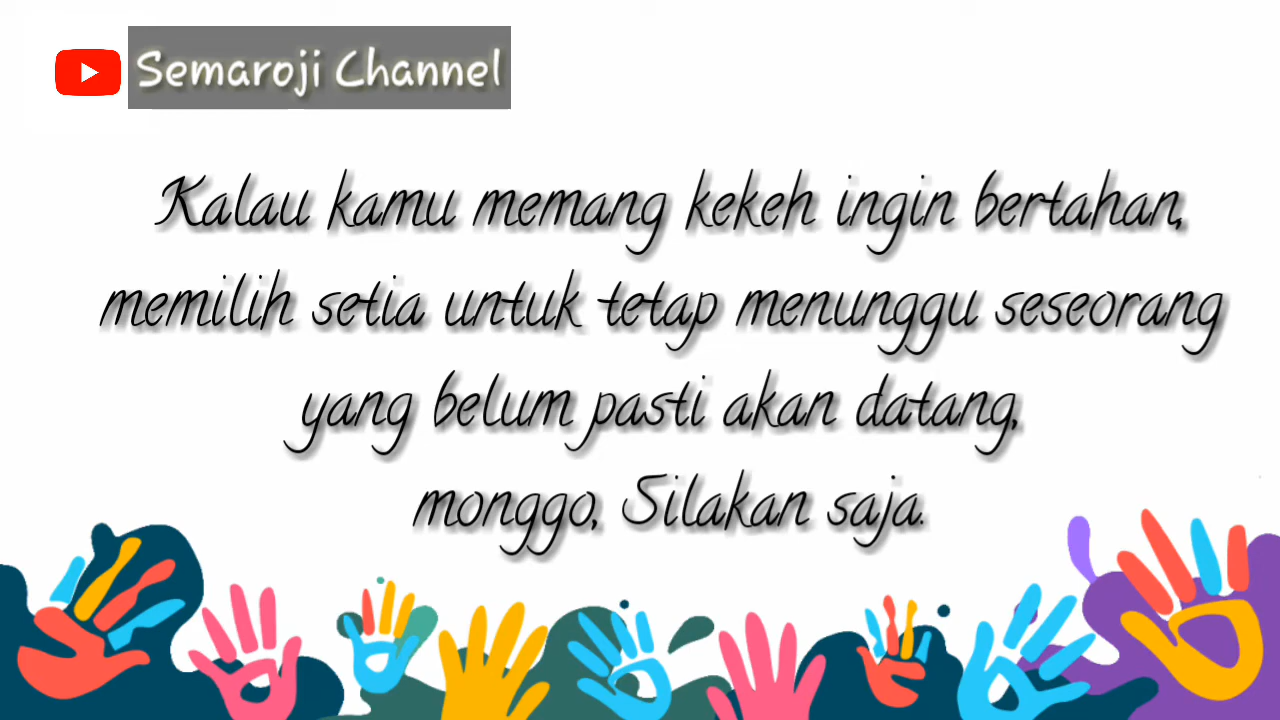 Semaroji Channel
Kalau kamu memang kekeh ingin bertahan,
memilih setia untuk tetap menunggu seseorang
yang belum pasti akan datang,
monggo, Silakan saja.